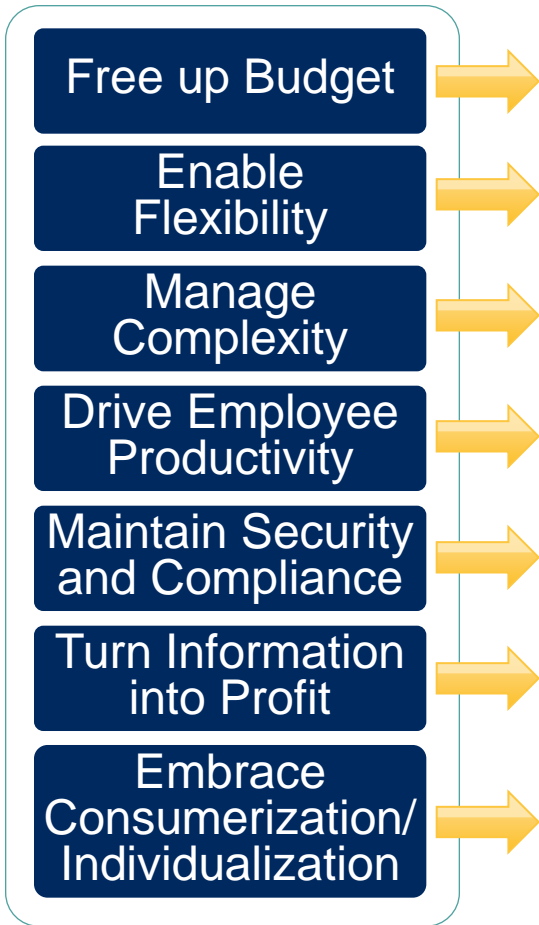 Free up Budget
Enable
Flexibility
Manage
Complexity
Drive Employee
Productivity
Maintain Security
and Compliance
Turn Information
into Profit
Embrace
Consumerization/
Individualization